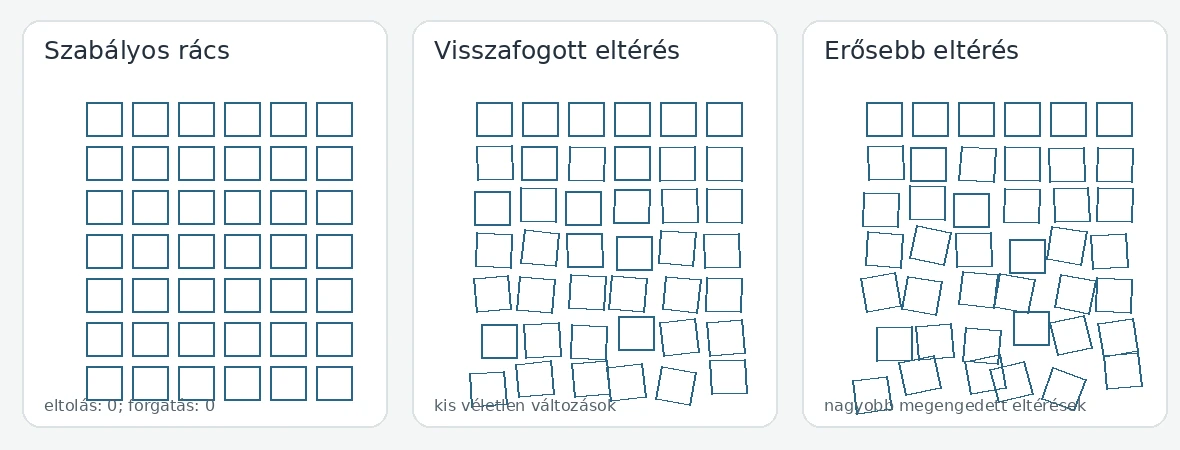 Szabályos rács
Visszafogott eltérés
Erősebb eltérés
eltolás: 0; forgatás: 0
kis véletlen változások
nagyobb megengedett eltérések